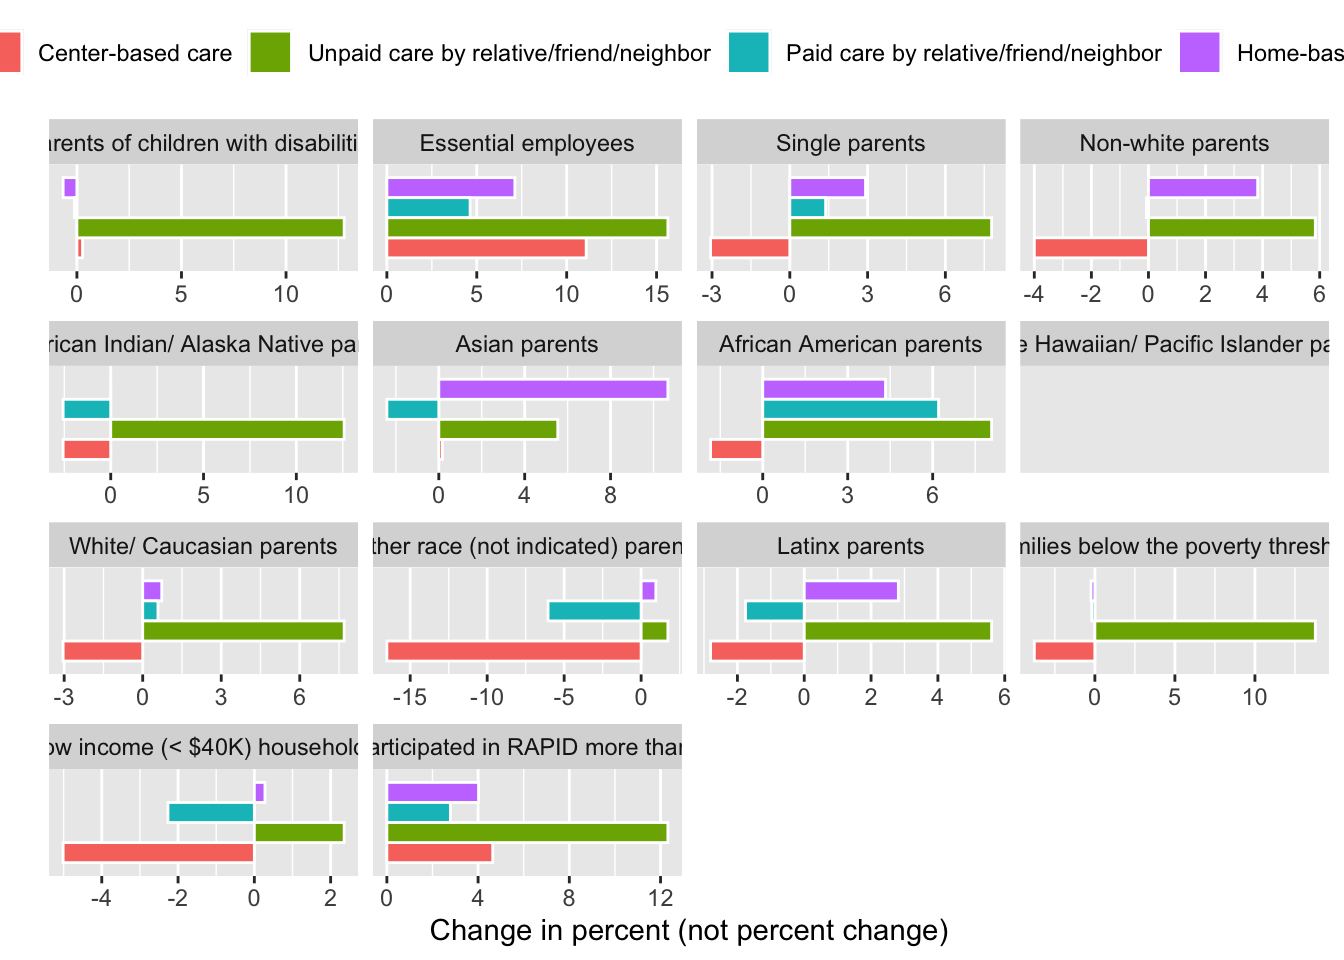 Center-based care Unpaid care by relative/friend/neighbor Paid care by relative/friend/neighbor Home-bas
arents of children with disabiliti Essential employees Single parents Non-white parents
0 5 10 0 5 10 15 -3 0 3 6 -4 -2 0 2 4 6
rican Indian/ Alaska Native par Asian parents African American parents e Hawaiian/ Pacific Islander pa
0 5 10 0 4 8 0 3 6
White/ Caucasian parents ther race (not indicated) paren Latinx parents milies below the poverty thresh
-3 0 3 6 -15 -10 -5 0 -2 0 2 4 6 0 5 10
ow income (< $40K) household articipated in RAPID more than
-4 -2 0 2 0 4 8 12
Change in percent (not percent change)